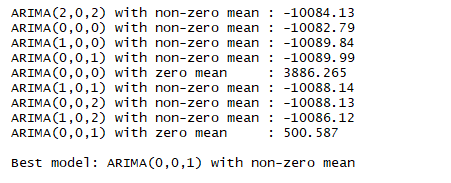 ARIMA(2,0,2) with non-zero mean : -10084.13
ARIMA(0,0,0) with non-zero mean : -10082.79
ARIMA(1,0,0) with non-zero mean : -10089.84
ARIMA(0,0,1) with non-zero mean : -10089.99
ARIMA(0,0,0) with zero mean     : 3886.265
ARIMA(1,0,1) with non-zero mean : -10088.14
ARIMA(0,0,2) with non-zero mean : -10088.13
ARIMA(1,0,2) with non-zero mean : -10086.12
ARIMA(0,0,1) with zero mean     : 500.587
Best model: ARIMA(0,0,1) with non-zero mean